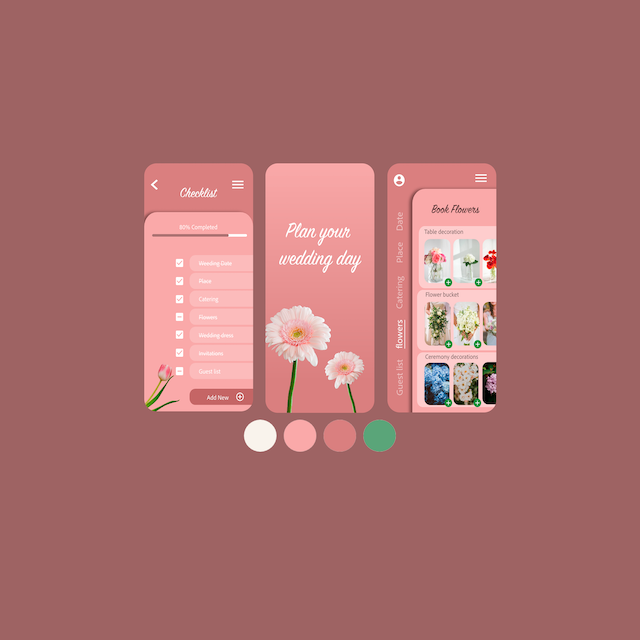 Checklist
80% Completed
Wedding Date
Place
Catering
Flowers
Wedding dress
Invitations
Guest list
Add New
Plan your
wedding day
Date
Place
Catering
flowers
Guest list
Book Flowers
Table decoration
Flower bucket
Ceremony decorations